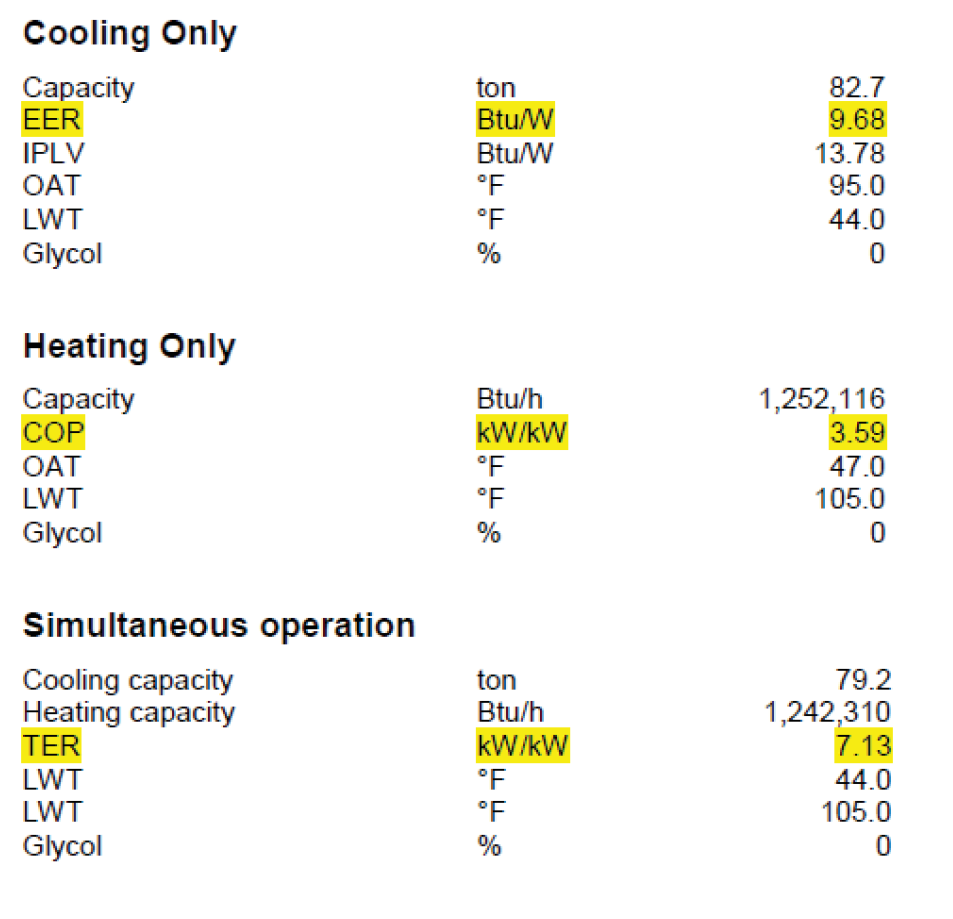 Cooling Only
Capacity ton 82.7
EER Btu/W 9.68
IPLV Btu/W 13.78
OAT °F 95.0
LWT °F 44.0
Glycol % 0
Heating Only
Capacity Btu/h 1,252,116
COP kW/kW 3.59
OAT °F 47.0
LWT °F 105.0
Glycol % 0
Simultaneous operation
Cooling capacity ton 79.2
Heating capacity Btu/h 1,242,310
TER kW/kW 7.13
LWT °F 44.0
LWT °F 105.0
Glycol % 0